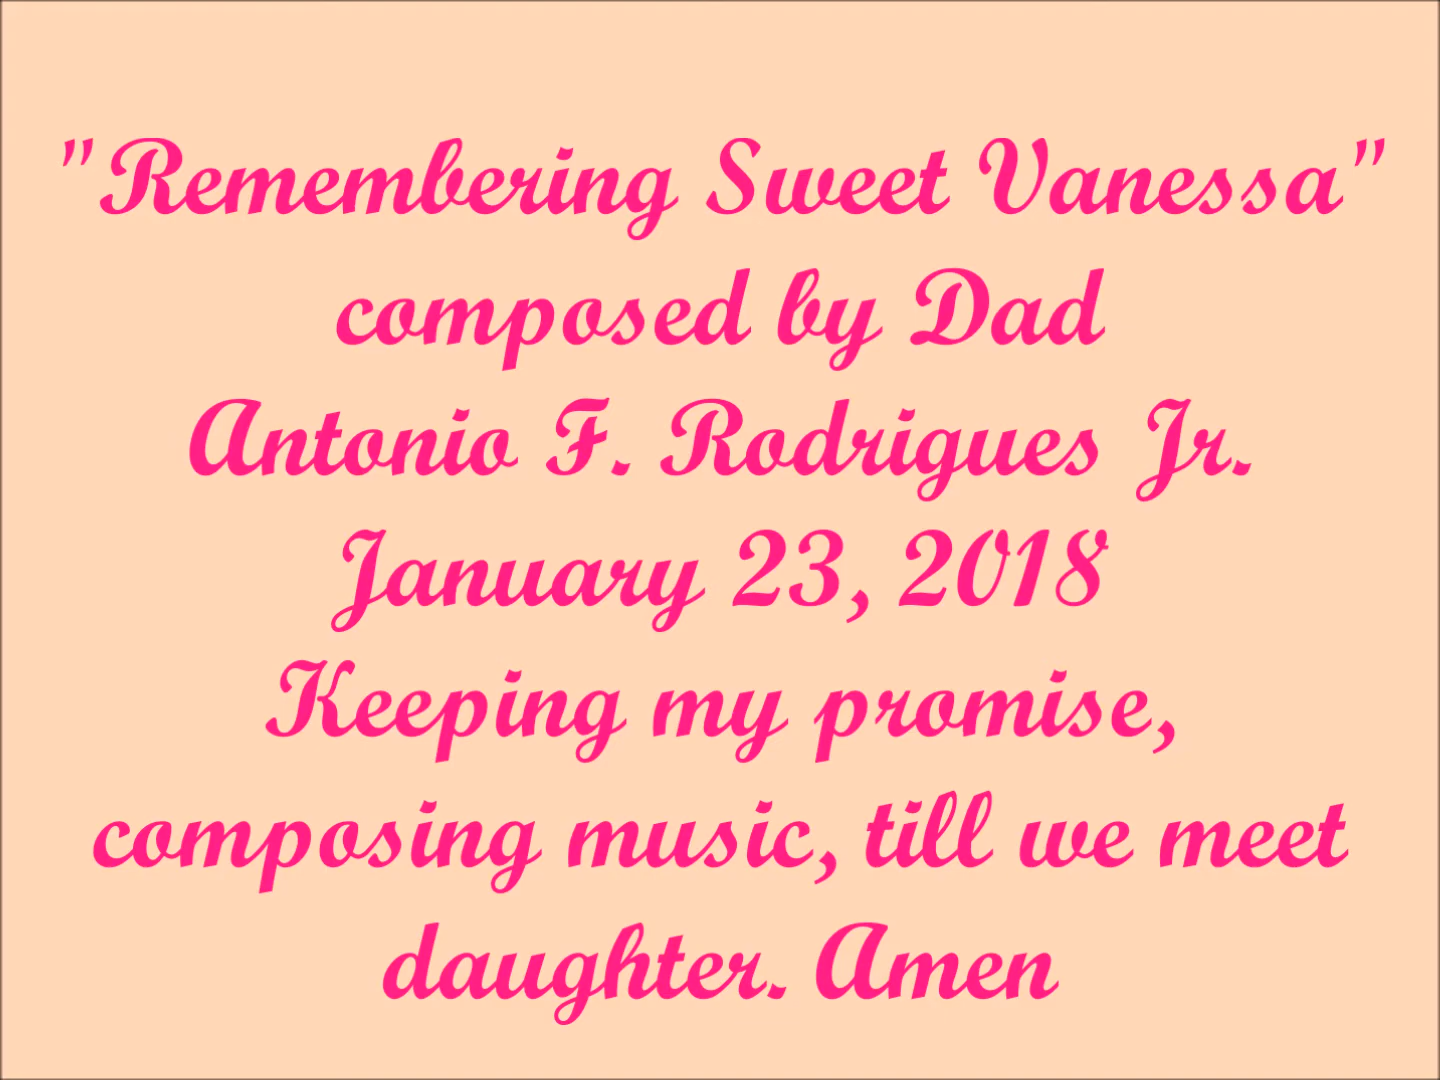 "Remembering Sweet Vanessa"
composed by Dad
Antonio F. Rodrigues Jr.
January 23, 2018
Keeping my promise,
composing music, till we meet
daughter. Amen